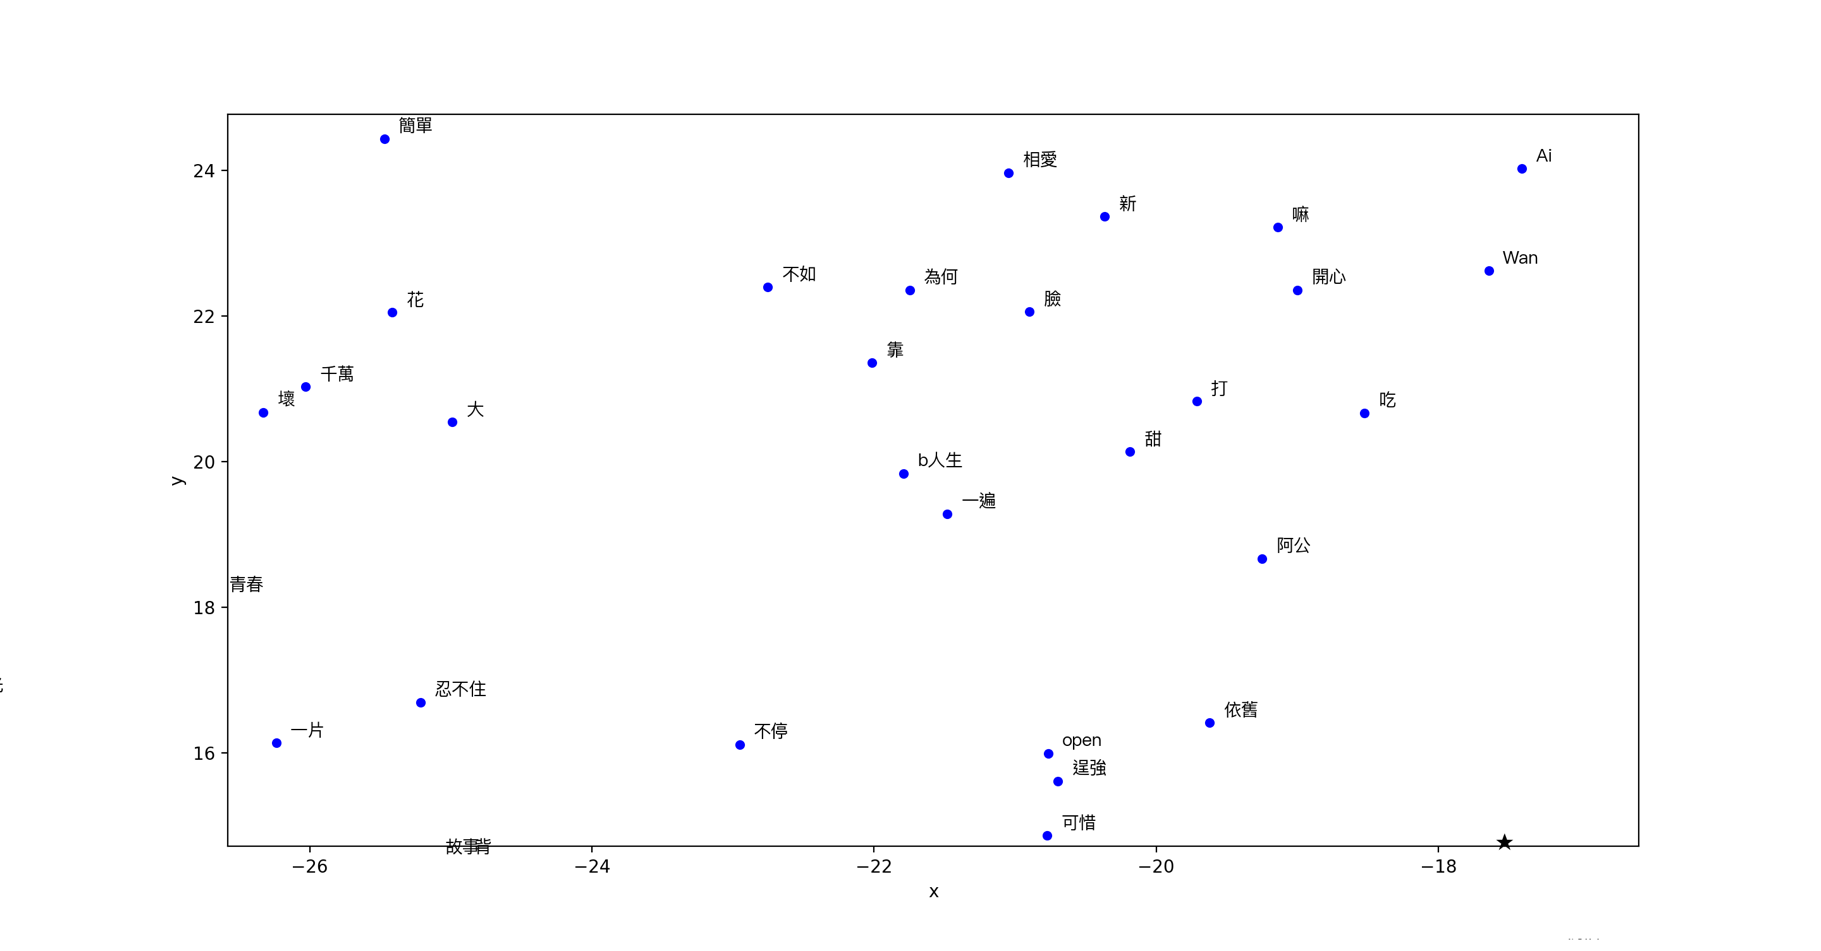 簡單
相愛
Ai
24
新
嘛
Wan
不如
為何
開心
花
臉
22
靠
千萬
壞
大
打
吃
甜
20
b人生
一遍
y
阿公
青春
18
忍不住
依舊
一片
不停
open
16
逞強
可惜
故事
背
−26
−24
−22
−20
−18
x